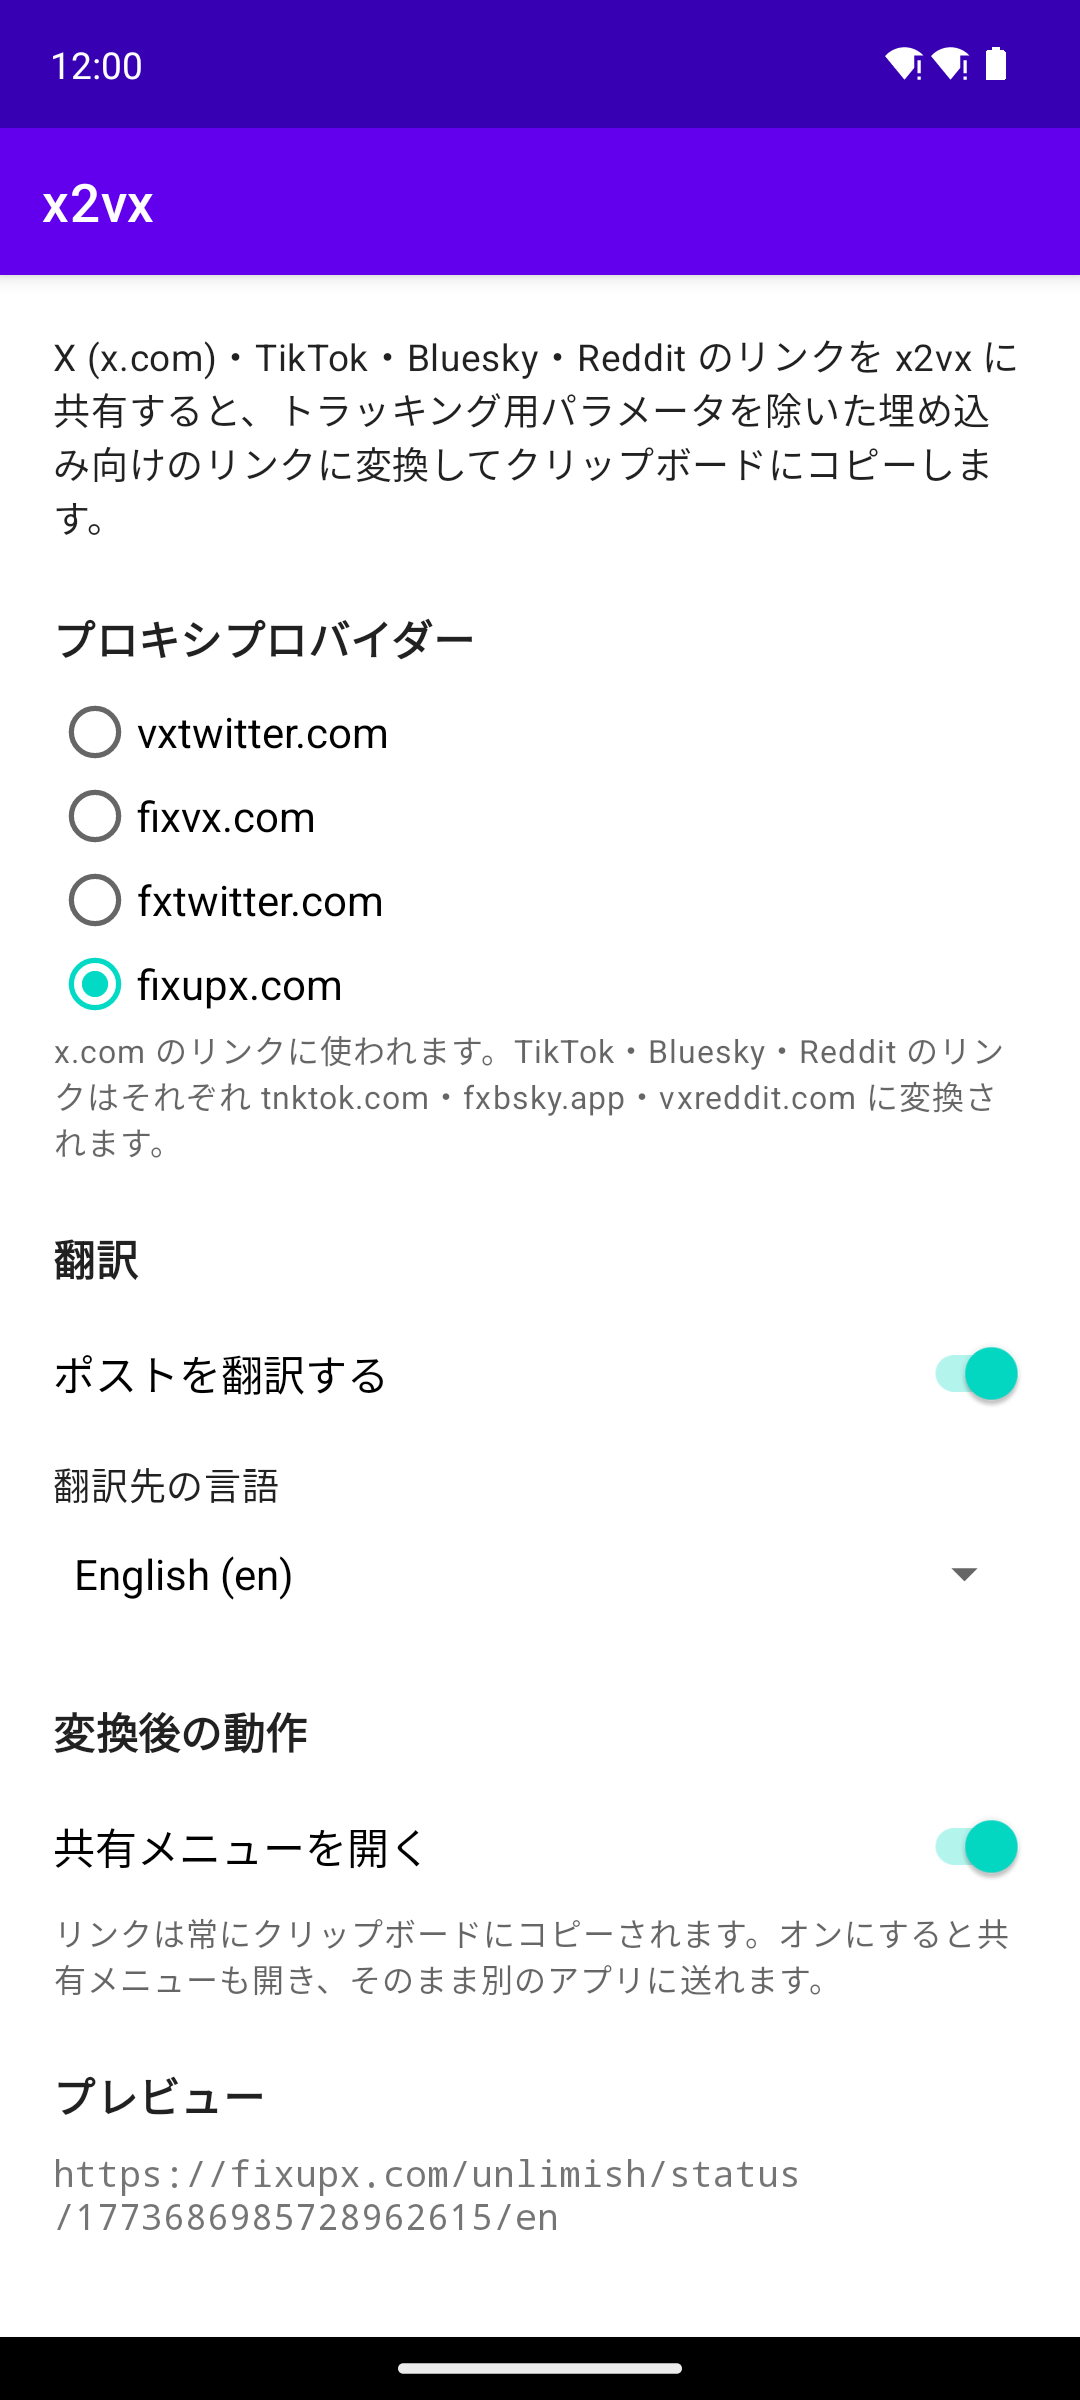 12:00
x2vx
X (x.com)・TikTok・Bluesky・Reddit のリンクを x2vx に
共有すると、トラッキング用パラメータを除いた埋め込
み向けのリンクに変換してクリップボードにコピーしま
す。
プロキシプロバイダー
vxtwitter.com
fixvx.com
fxtwitter.com
fixupx.com
x.com のリンクに使われます。TikTok・Bluesky・Reddit のリン
クはそれぞれ tnktok.com・fxbsky.app・vxreddit.com に変換さ
れます。
翻訳
ポストを翻訳する
翻訳先の言語
English (en)
変換後の動作
共有メニューを開く
リンクは常にクリップボードにコピーされます。オンにすると共
有メニューも開き、そのまま別のアプリに送れます。
プレビュー
https://fixupx.com/unlimish/status
/1773686985728962615/en